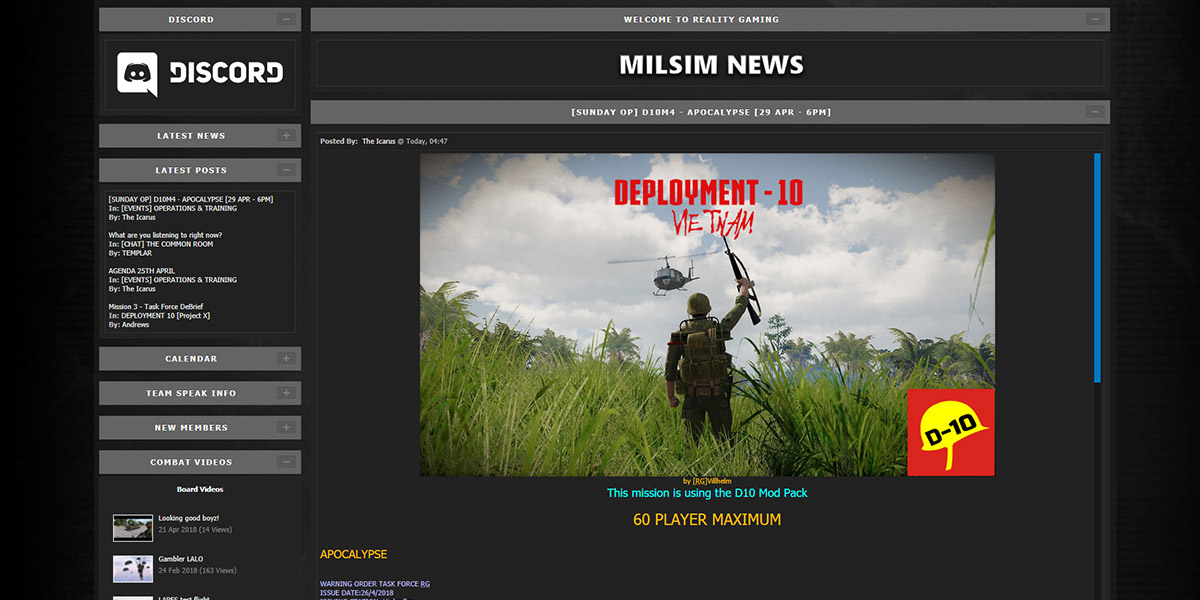 DISCORD
DISCORD
LATEST NEWS
LATEST POSTS
[SUNDAY OP] D10M4 - APOCALYPSE [29 APR - 6PM]
In: [EVENTS] OPERATIONS & TRAINING
By: The Icarus
What are you listening to right now?
In: [CHAT] THE COMMON ROOM
By: TEMPLAR
AGENDA 25TH APRIL
In: [EVENTS] OPERATIONS & TRAINING
By: The Icarus
Mission 3 - Task Force DeBrief
In: DEPLOYMENT 10 [Project X]
By: Andrews
CALENDAR
TEAM SPEAK INFO
NEW MEMBERS
COMBAT VIDEOS
Board Videos
Looking good boyz!
21 Apr 2018 (14 Views)
Gambler LALO
24 Feb 2018 (163 Views)
WELCOME TO REALITY GAMING
MILSIM NEWS
[SUNDAY OP] D10M4 - APOCALYPSE [29 APR - 6PM]
Posted By: The Icarus @ Today, 04:47
DEPLOYMENT - 10
VIETNAM
D-10
by [RG]Villhelm
This mission is using the D10 Mod Pack
60 PLAYER MAXIMUM
APOCALYPSE
WARNING ORDER TASK FORCE RG
ISSUE DATE:26/4/2018